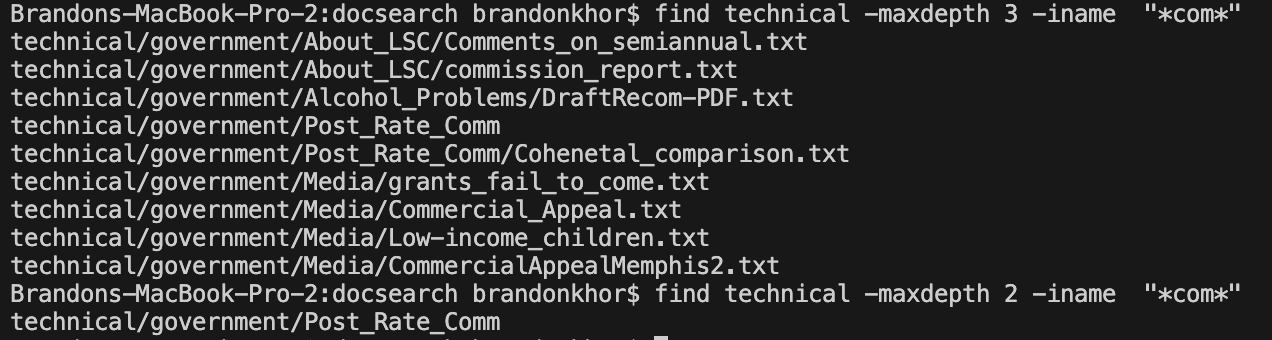 Brandons-MacBook-Pro-2:docsearch brandonkhor$ find technical -maxdepth 3 -iname  "*com*"
technical/government/About_LSC/Comments_on_semiannual.txt
technical/government/About_LSC/commission_report.txt
technical/government/Alcohol_Problems/DraftRecom-PDF.txt
technical/government/Post_Rate_Comm
technical/government/Post_Rate_Comm/Cohenetal_comparison.txt
technical/government/Media/grants_fail_to_come.txt
technical/government/Media/Commercial_Appeal.txt
technical/government/Media/Low-income_children.txt
technical/government/Media/CommercialAppealMemphis2.txt
Brandons-MacBook-Pro-2:docsearch brandonkhor$ find technical -maxdepth 2 -iname  "*com*"
technical/government/Post_Rate_Comm